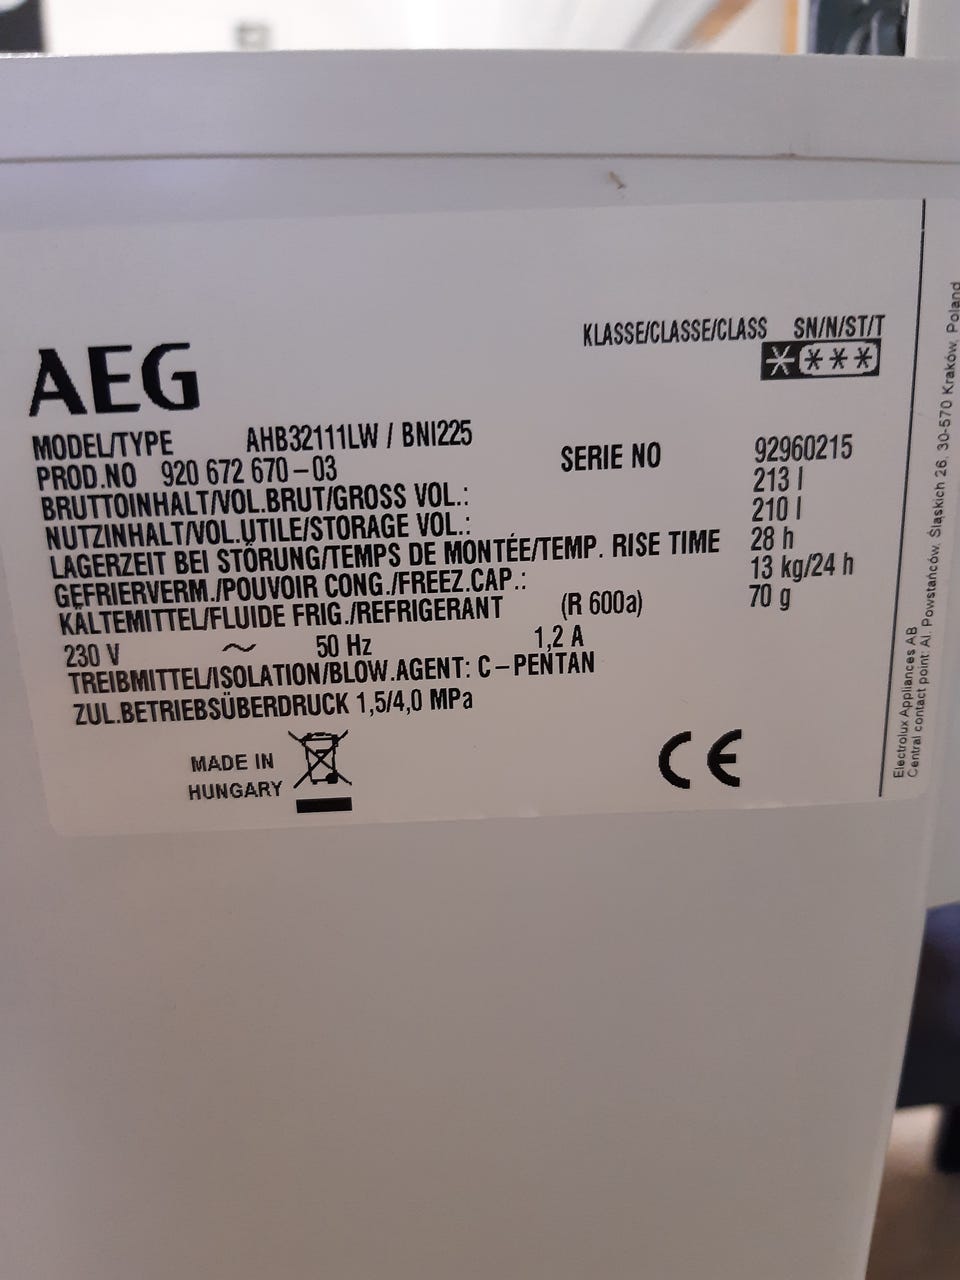 KLASSE/CLASSE/CLASS SN/N/ST/T
AEG
MODEL/TYPE AHB32111LW / BNI225
PROD.NO 920 672 670-03 SERIE NO 92960215
BRUTTOINHALT/VOL.BRUT/GROSS VOL.: 213 l
NUTZINHALT/VOL.UTILE/STORAGE VOL.: 210 l
LAGERZEIT BEI STÖRUNG/TEMPS DE MONTÉE/TEMP. RISE TIME 28 h
GEFRIERVERM./POUVOIR CONG./FREEZ.CAP.: 13 kg/24 h
KÄLTEMITTEL/FLUIDE FRIG./REFRIGERANT (R 600a) 70 g
230 V ~ 50 Hz 1,2 A
TREIBMITTEL/ISOLATION/BLOW.AGENT: C-PENTAN
ZUL.BETRIEBSÜBERDRUCK 1,5/4,0 MPa
MADE IN
HUNGARY
CE
Electrolux Appliances AB
Central contact point: Al. Powstańców. Śląskich 26, 30-570 Kraków, Poland